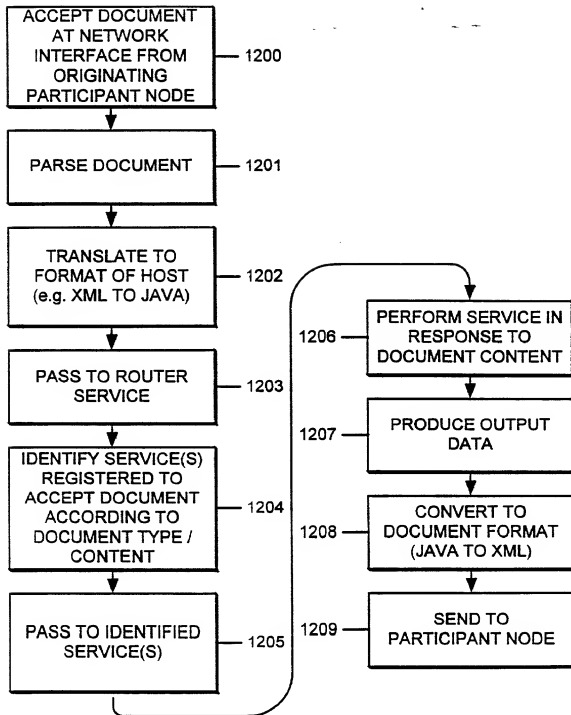 ACCEPT DOCUMENT
AT NETWORK
INTERFACE FROM
ORIGINATING
PARTICIPANT NODE
1200
PARSE DOCUMENT
1201
TRANSLATE TO
FORMAT OF HOST
(e.g. XML TO JAVA)
1202
PASS TO ROUTER
SERVICE
1203
IDENTIFY SERVICE(S)
REGISTERED TO
ACCEPT DOCUMENT
ACCORDING TO
DOCUMENT TYPE /
CONTENT
1204
PASS TO IDENTIFIED
SERVICE(S)
1205
PERFORM SERVICE IN
RESPONSE TO
DOCUMENT CONTENT
1206
PRODUCE OUTPUT
DATA
1207
CONVERT TO
DOCUMENT FORMAT
(JAVA TO XML)
1208
SEND TO
PARTICIPANT NODE
1209